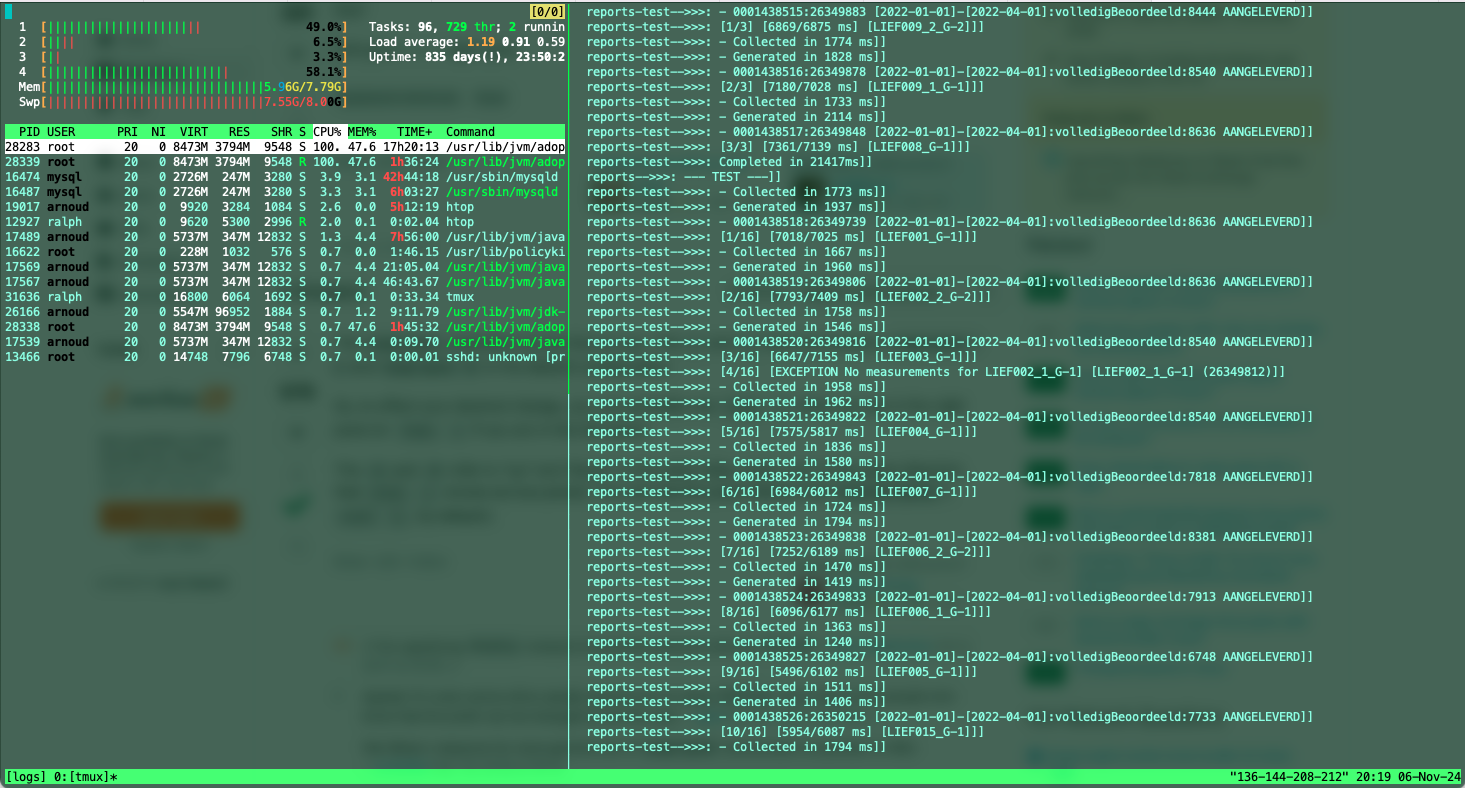 [0/0]
1 [|||||||||||||||||||||| 49.0%] Tasks: 96, 729 thr; 2 runnin
2 [|||| 6.5%] Load average: 1.19 0.91 0.59
3 [|| 3.3%] Uptime: 835 days(!), 23:50:2
4 [|||||||||||||||||||||||||| 58.1%]
Mem[|||||||||||||||||||||||||||||||5.96G/7.79G]
Swp[|||||||||||||||||||||||||||||||7.55G/8.00G]
PID USER PRI NI VIRT RES SHR S CPU% MEM% TIME+ Command
28283 root 20 0 8473M 3794M 9548 S 100. 47.6 17h20:13 /usr/lib/jvm/adop
28339 root 20 0 8473M 3794M 9548 R 100. 47.6 1h36:24 /usr/lib/jvm/adop
16474 mysql 20 0 2726M 247M 3280 S 3.9 3.1 42h44:18 /usr/sbin/mysqld
16487 mysql 20 0 2726M 247M 3280 S 3.3 3.1 6h03:27 /usr/sbin/mysqld
19017 arnoud 20 0 9920 3284 1084 S 2.6 0.0 5h12:19 htop
12927 ralph 20 0 9620 5300 2996 R 2.0 0.1 0:02.04 htop
17489 arnoud 20 0 5737M 347M 12832 S 1.3 4.4 7h56:00 /usr/lib/jvm/java
16622 root 20 0 228M 1032 576 S 0.7 0.0 1:46.15 /usr/lib/policyki
17569 arnoud 20 0 5737M 347M 12832 S 0.7 4.4 21:05.04 /usr/lib/jvm/java
17567 arnoud 20 0 5737M 347M 12832 S 0.7 4.4 46:43.67 /usr/lib/jvm/java
31636 ralph 20 0 16800 6064 1692 S 0.7 0.1 0:33.34 tmux
26166 arnoud 20 0 5547M 96952 1884 S 0.7 1.2 9:11.79 /usr/lib/jvm/jdk-
28338 root 20 0 8473M 3794M 9548 S 0.7 47.6 1h45:32 /usr/lib/jvm/adop
17539 arnoud 20 0 5737M 347M 12832 S 0.7 4.4 0:09.70 /usr/lib/jvm/java
13466 root 20 0 14748 7796 6748 S 0.7 0.1 0:00.01 sshd: unknown [pr
reports-test-->>>: - 0001438515:26349883 [2022-01-01]-[2022-04-01]:volledigBeoordeeld:8444 AANGELEVERD]]
reports-test-->>>: [1/3] [6869/6875 ms] [LIEF009_2_G-2]]]
reports-test-->>>: - Collected in 1774 ms]]
reports-test-->>>: - Generated in 1828 ms]]
reports-test-->>>: - 0001438516:26349878 [2022-01-01]-[2022-04-01]:volledigBeoordeeld:8540 AANGELEVERD]]
reports-test-->>>: [2/3] [7180/7028 ms] [LIEF009_1_G-1]]]
reports-test-->>>: - Collected in 1733 ms]]
reports-test-->>>: - Generated in 2114 ms]]
reports-test-->>>: - 0001438517:26349848 [2022-01-01]-[2022-04-01]:volledigBeoordeeld:8636 AANGELEVERD]]
reports-test-->>>: [3/3] [7361/7139 ms] [LIEF008_G-1]]]
reports-test-->>>: Completed in 21417ms]]
reports-->>>: --- TEST ---]]
reports-test-->>>: - Collected in 1773 ms]]
reports-test-->>>: - Generated in 1937 ms]]
reports-test-->>>: - 0001438518:26349739 [2022-01-01]-[2022-04-01]:volledigBeoordeeld:8636 AANGELEVERD]]
reports-test-->>>: [1/16] [7018/7025 ms] [LIEF001_G-1]]]
reports-test-->>>: - Collected in 1667 ms]]
reports-test-->>>: - Generated in 1960 ms]]
reports-test-->>>: - 0001438519:26349806 [2022-01-01]-[2022-04-01]:volledigBeoordeeld:8636 AANGELEVERD]]
reports-test-->>>: [2/16] [7793/7409 ms] [LIEF002_2_G-2]]]
reports-test-->>>: - Collected in 1758 ms]]
reports-test-->>>: - Generated in 1546 ms]]
reports-test-->>>: - 0001438520:26349816 [2022-01-01]-[2022-04-01]:volledigBeoordeeld:8540 AANGELEVERD]]
reports-test-->>>: [3/16] [6647/7155 ms] [LIEF003_G-1]]]
reports-test-->>>: [4/16] [EXCEPTION No measurements for LIEF002_1_G-1] [LIEF002_1_G-1] (26349812)]]
reports-test-->>>: - Collected in 1958 ms]]
reports-test-->>>: - Generated in 1962 ms]]
reports-test-->>>: - 0001438521:26349822 [2022-01-01]-[2022-04-01]:volledigBeoordeeld:8540 AANGELEVERD]]
reports-test-->>>: [5/16] [7575/5817 ms] [LIEF004_G-1]]]
reports-test-->>>: - Collected in 1836 ms]]
reports-test-->>>: - Generated in 1580 ms]]
reports-test-->>>: - 0001438522:26349843 [2022-01-01]-[2022-04-01]:volledigBeoordeeld:7818 AANGELEVERD]]
reports-test-->>>: [6/16] [6984/6012 ms] [LIEF007_G-1]]]
reports-test-->>>: - Collected in 1724 ms]]
reports-test-->>>: - Generated in 1794 ms]]
reports-test-->>>: - 0001438523:26349838 [2022-01-01]-[2022-04-01]:volledigBeoordeeld:8381 AANGELEVERD]]
reports-test-->>>: [7/16] [7252/6189 ms] [LIEF006_2_G-2]]]
reports-test-->>>: - Collected in 1470 ms]]
reports-test-->>>: - Generated in 1419 ms]]
reports-test-->>>: - 0001438524:26349833 [2022-01-01]-[2022-04-01]:volledigBeoordeeld:7913 AANGELEVERD]]
reports-test-->>>: [8/16] [6096/6177 ms] [LIEF006_1_G-1]]]
reports-test-->>>: - Collected in 1363 ms]]
reports-test-->>>: - Generated in 1240 ms]]
reports-test-->>>: - 0001438525:26349827 [2022-01-01]-[2022-04-01]:volledigBeoordeeld:6748 AANGELEVERD]]
reports-test-->>>: [9/16] [5496/6102 ms] [LIEF005_G-1]]]
reports-test-->>>: - Collected in 1511 ms]]
reports-test-->>>: - Generated in 1406 ms]]
reports-test-->>>: - 0001438526:26350215 [2022-01-01]-[2022-04-01]:volledigBeoordeeld:7733 AANGELEVERD]]
reports-test-->>>: [10/16] [5954/6087 ms] [LIEF015_G-1]]]
reports-test-->>>: - Collected in 1794 ms]]
[logs] 0:[tmux]* "136-144-208-212" 20:19 06-Nov-24